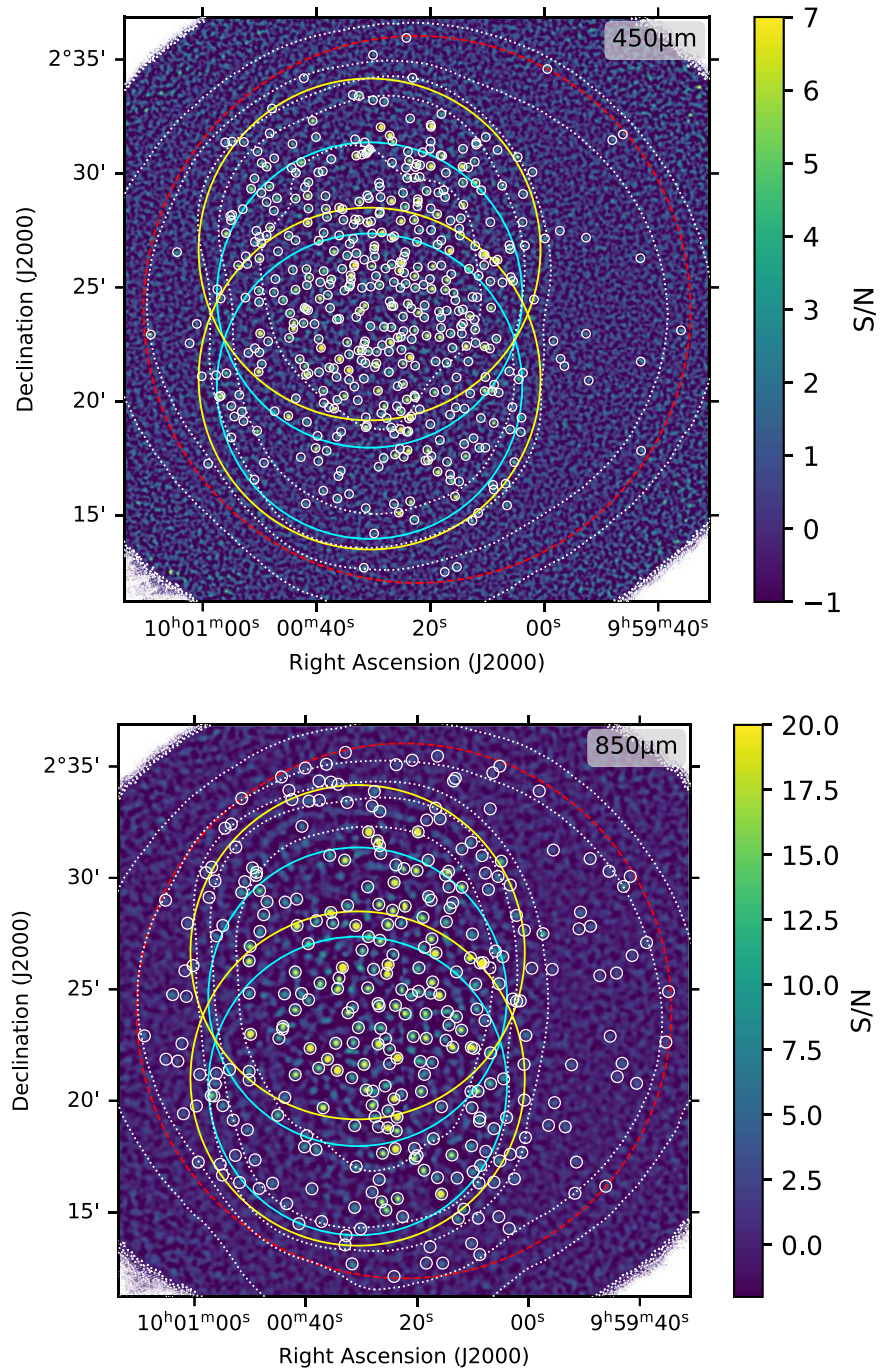 450μm
2°35'
30'
25'
20'
15'
Declination (J2000)
10ʰ01ᵐ00ˢ 00ᵐ40ˢ 20ˢ 00ˢ 9ʰ59ᵐ40ˢ
Right Ascension (J2000)
7
6
5
4
3
2
1
0
−1
S/N
850μm
2°35'
30'
25'
20'
15'
Declination (J2000)
10ʰ01ᵐ00ˢ 00ᵐ40ˢ 20ˢ 00ˢ 9ʰ59ᵐ40ˢ
Right Ascension (J2000)
20.0
17.5
15.0
12.5
10.0
7.5
5.0
2.5
0.0
S/N